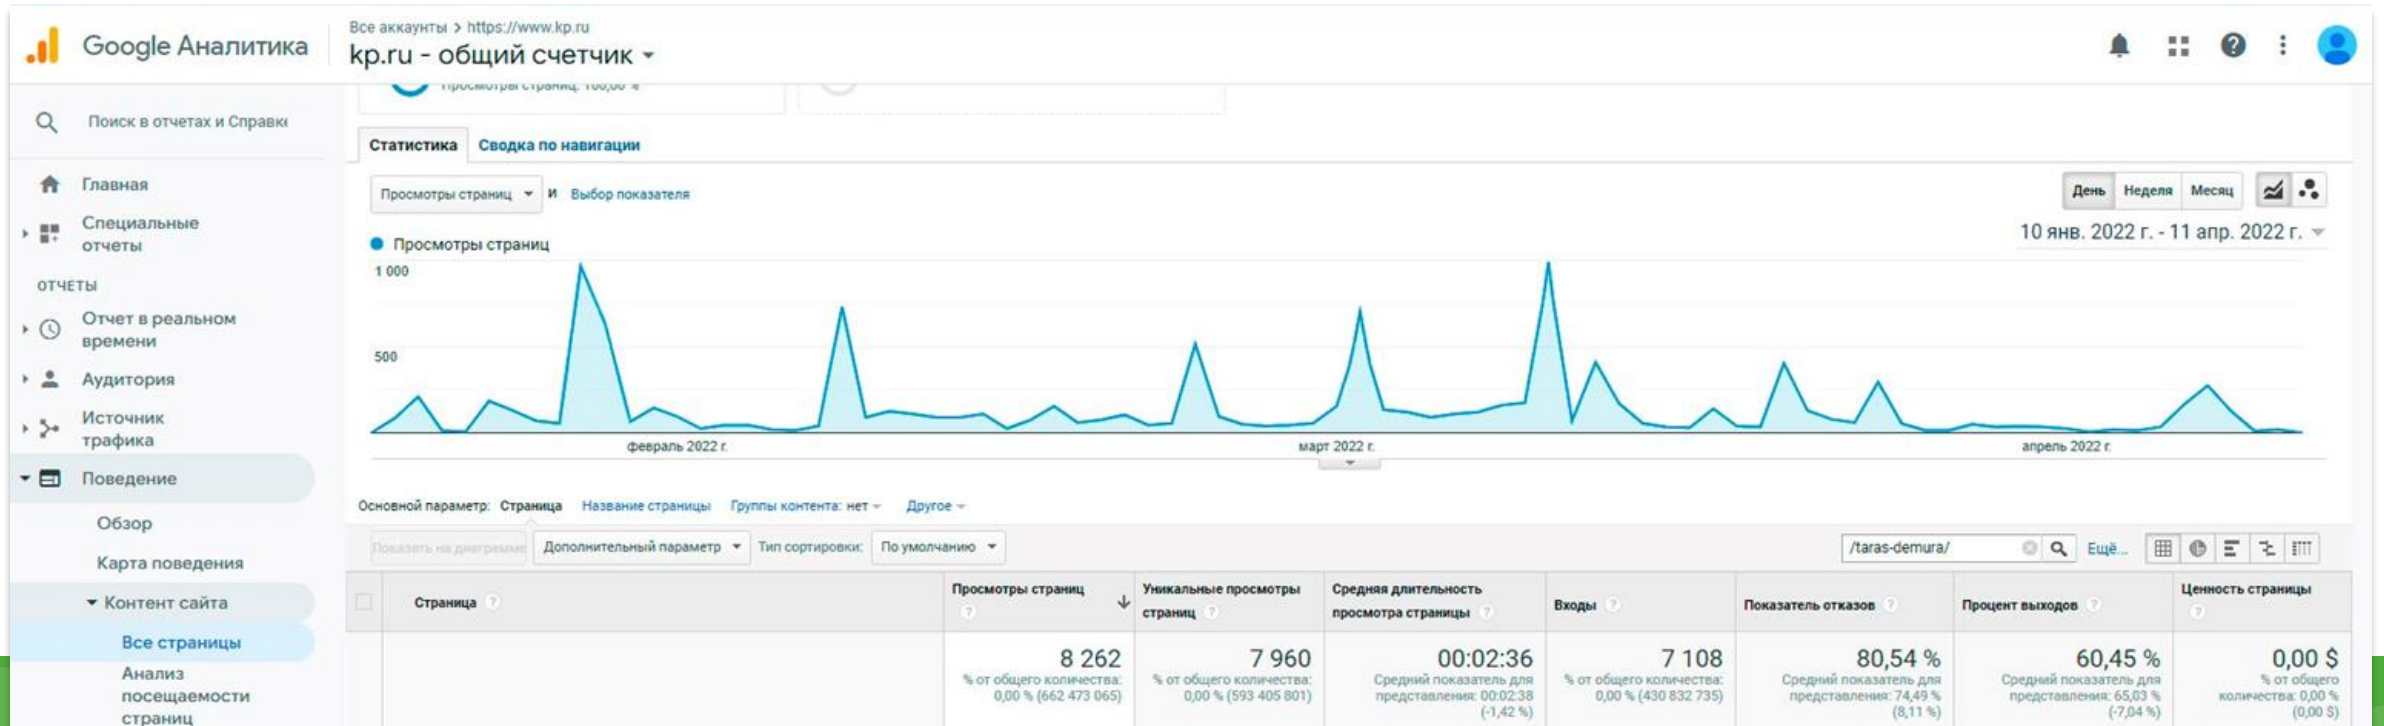 Google Аналитика
Все аккаунты > https://www.kp.ru
kp.ru - общий счетчик
Просмотры страниц: 100,00 %
Поиск в отчетах и Справке
Статистика Сводка по навигации
Главная
Просмотры страниц И Выбор показателя
День Неделя Месяц
Специальные
отчеты
10 янв. 2022 г. - 11 апр. 2022 г.
Просмотры страниц
1 000
500
февраль 2022 г. март 2022 г. апрель 2022 г.
ОТЧЕТЫ
Отчет в реальном
времени
Аудитория
Источник
трафика
Поведение
Обзор
Карта поведения
Контент сайта
Все страницы
Анализ
посещаемости
страниц
Основной параметр: Страница Название страницы Группы контента: нет Другое
Показать на диаграмме Дополнительный параметр Тип сортировки: По умолчанию /taras-demura/ Ещё...
Страница ?
Просмотры страниц
?
Уникальные просмотры
страниц ?
Средняя длительность
просмотра страницы ?
Входы ?
Показатель отказов ?
Процент выходов ?
Ценность страницы
?
8 262
% от общего количества:
0,00 % (662 473 065)
7 960
% от общего количества:
0,00 % (593 405 801)
00:02:36
Средний показатель для
представления: 00:02:38
(-1,42 %)
7 108
% от общего количества:
0,00 % (430 832 735)
80,54 %
Средний показатель для
представления: 74,49 %
(8,11 %)
60,45 %
Средний показатель для
представления: 65,03 %
(-7,04 %)
0,00 $
% от общего
количества: 0,00 %
(0,00 $)